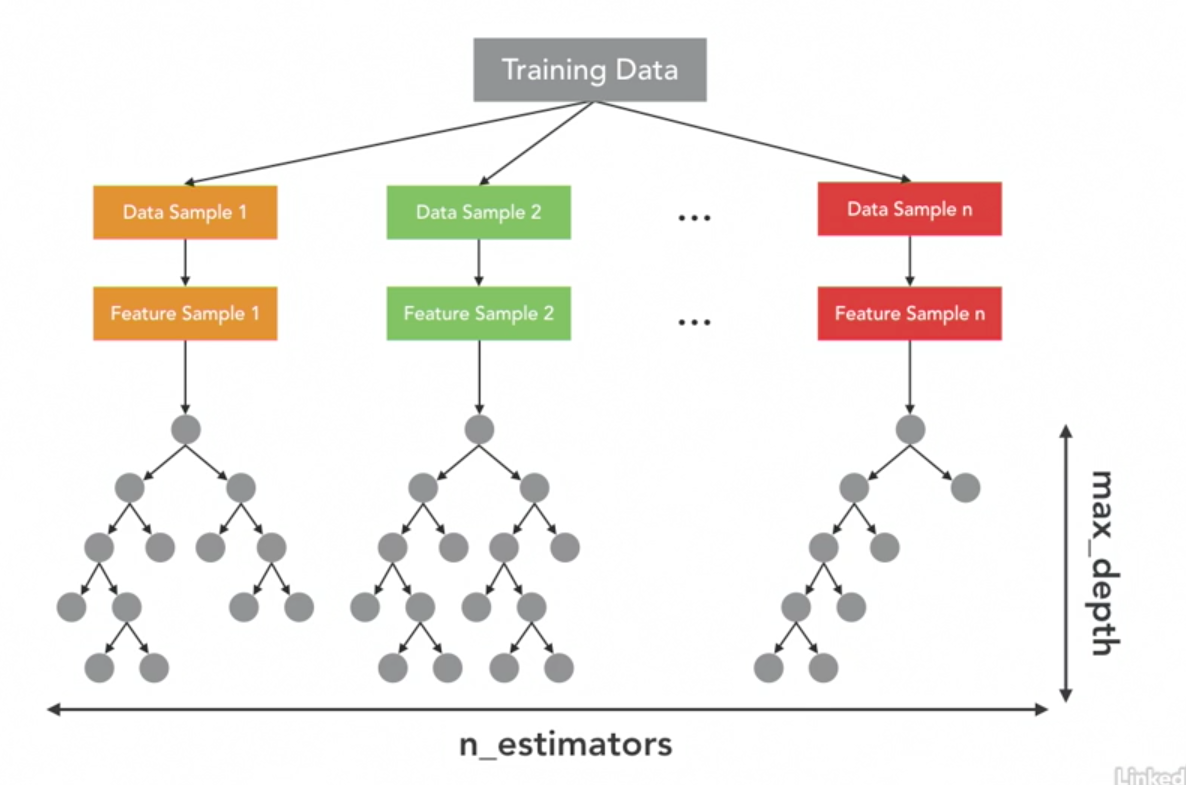 Training Data
Data Sample 1
Data Sample 2
...
Data Sample n
Feature Sample 1
Feature Sample 2
...
Feature Sample n
max_depth
n_estimators
Linked